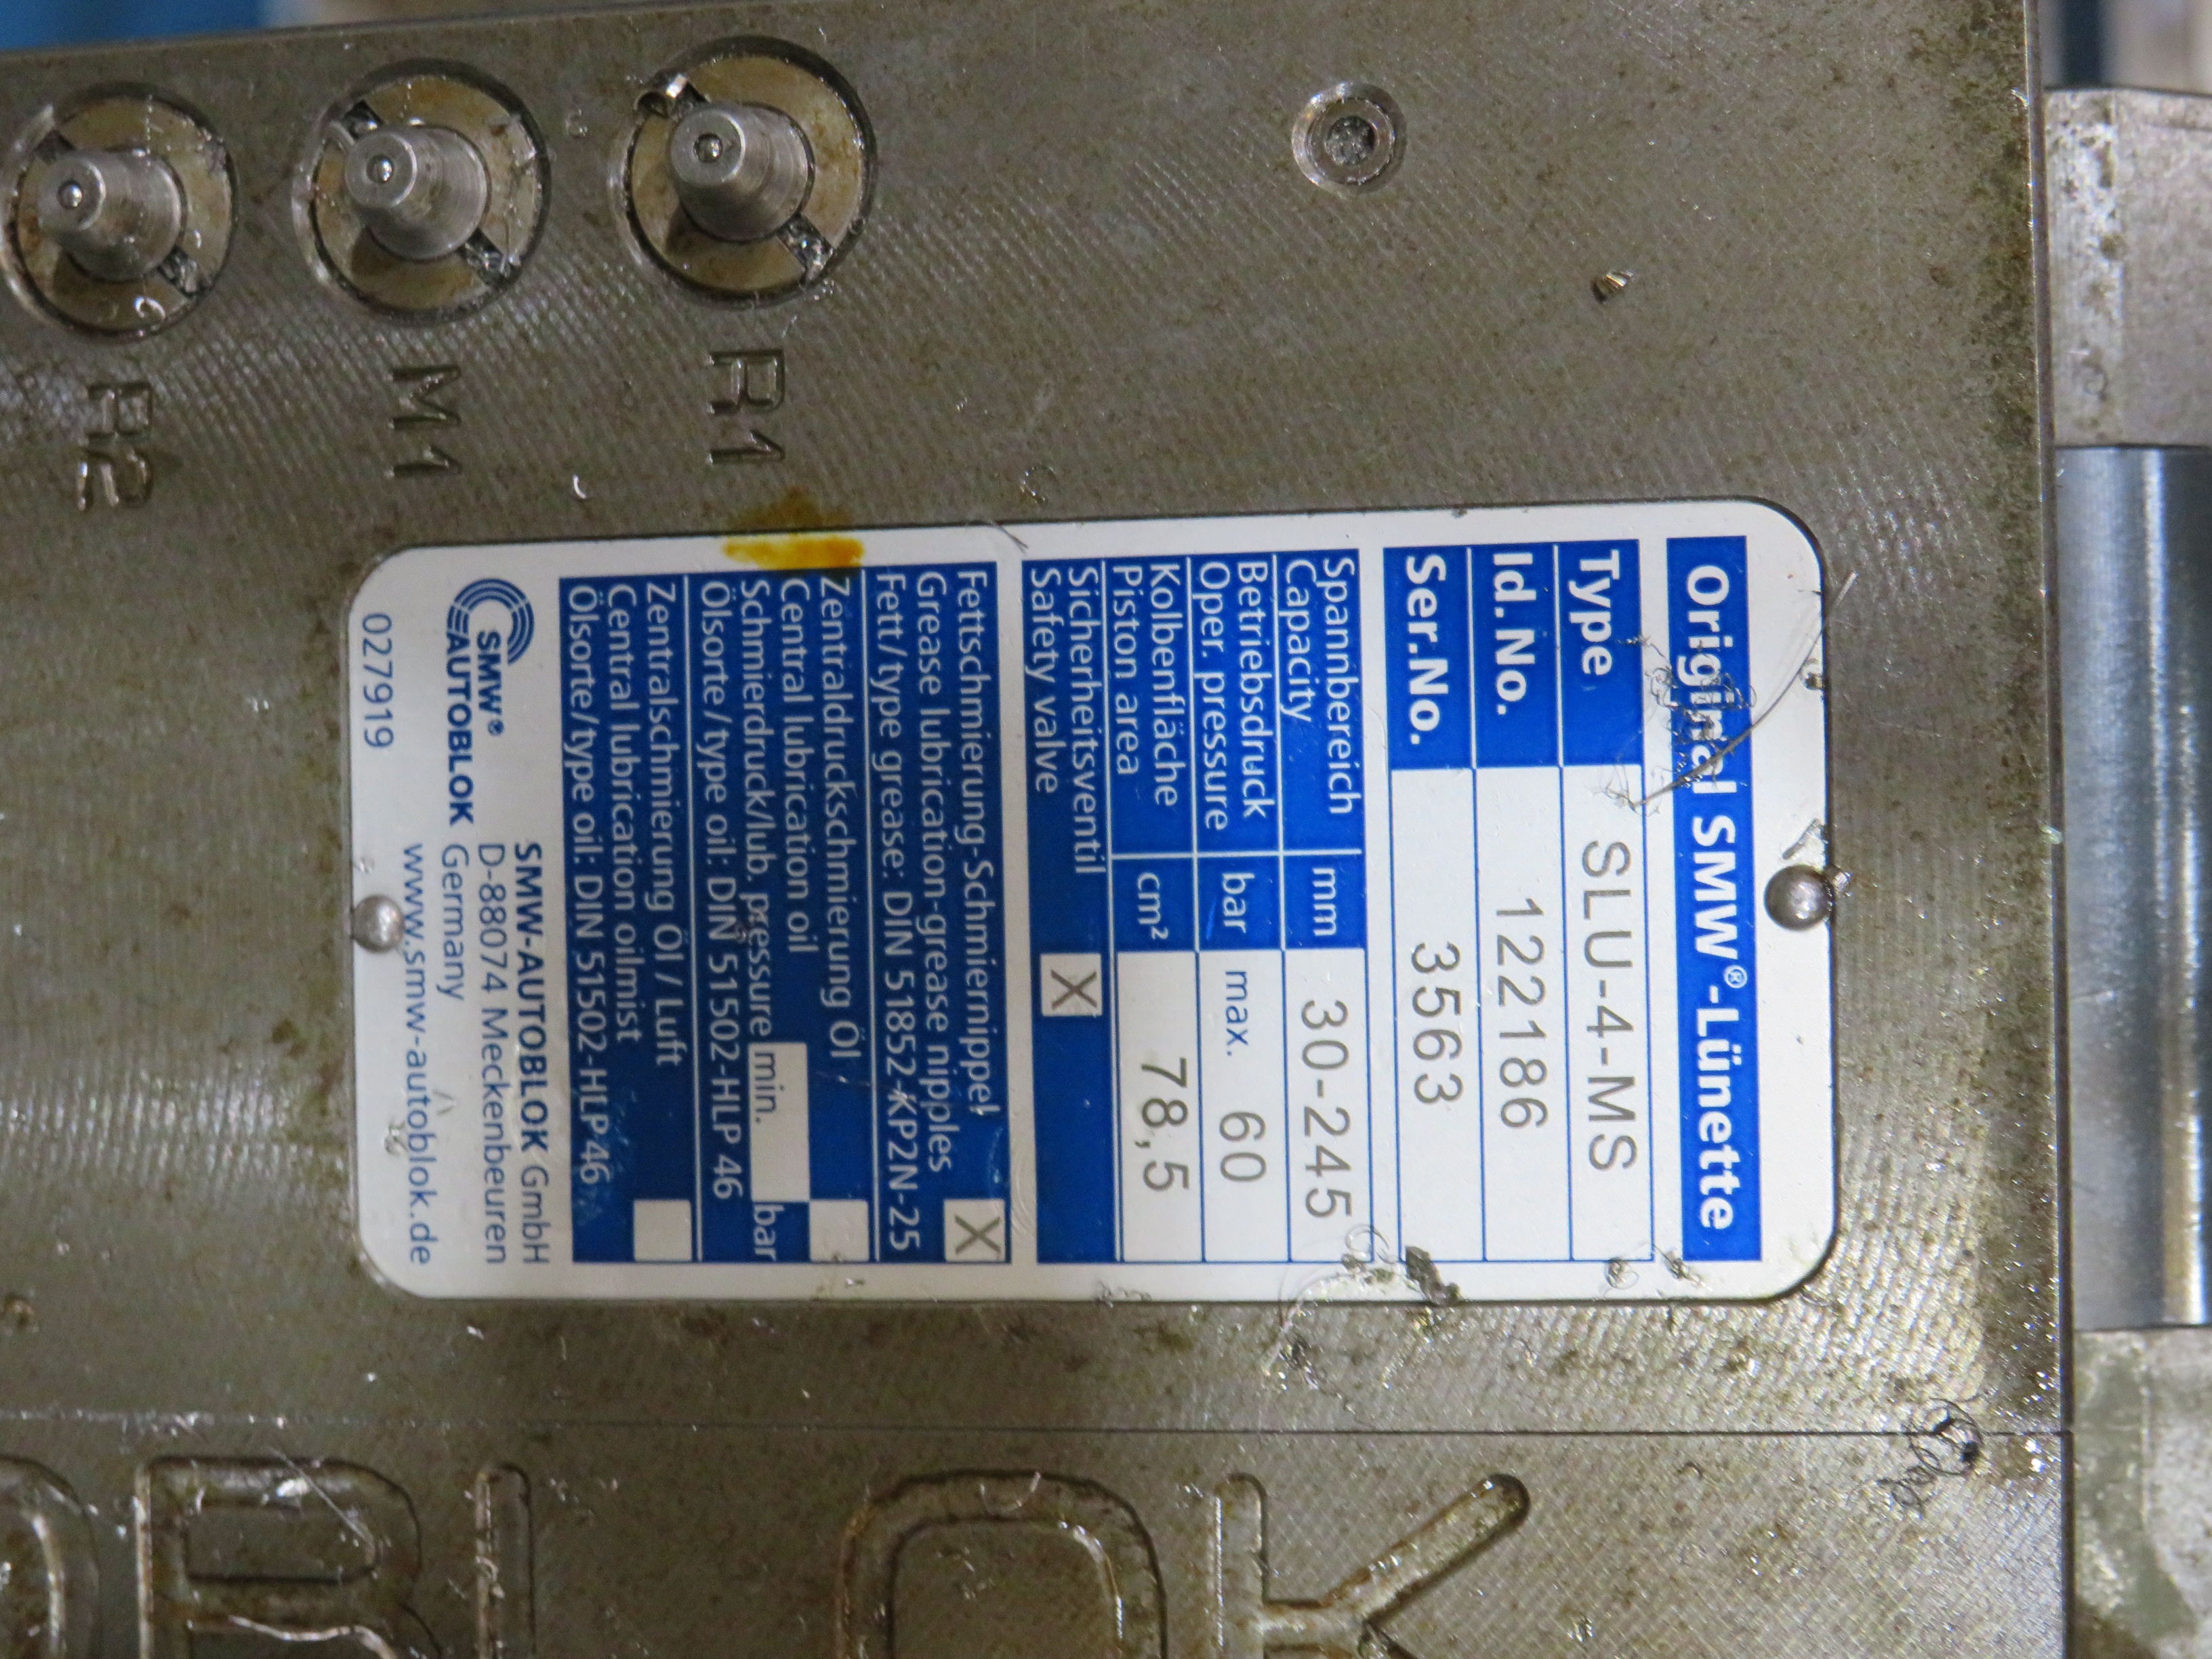 R1
M1
R2
Original SMW®-Lünette
Type SLU-4-MS
Id.No. 122186
Ser.No. 3563
Spannbereich
Capacity mm 30-245
Betriebsdruck
Oper. pressure bar max. 60
Kolbenfläche
Piston area cm² 78,5
Sicherheitsventil
Safety valve X
Fettschmierung-Schmiernippel
Grease lubrication-grease nipples X
Fett/type grease: DIN 51852-KP2N-25
Zentraldruckschmierung Öl
Central lubrication oil
Schmierdruck/lub. pressure min. bar
Ölsorte/type oil: DIN 51502-HLP 46
Zentralschmierung Öl / Luft
Central lubrication oilmist
Ölsorte/type oil: DIN 51502-HLP 46
SMW®
AUTOBLOK
SMW-AUTOBLOK GmbH
D-88074 Meckenbeuren
Germany
www.smw-autoblok.de
027919